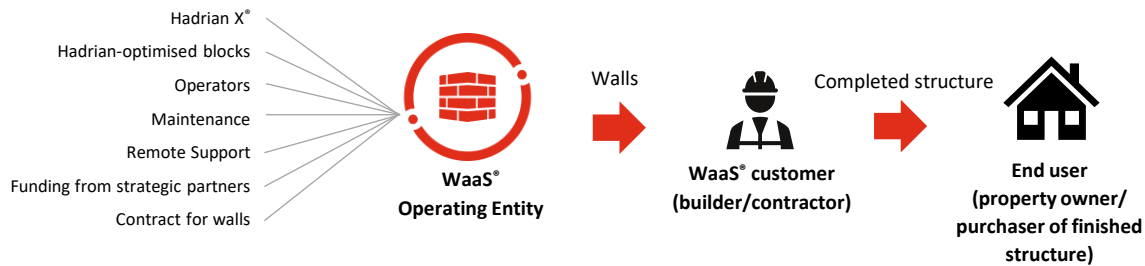 Hadrian X®
Hadrian-optimised blocks
Operators
Maintenance
Remote Support
Funding from strategic partners
Contract for walls
WaaS®
Operating Entity
Walls
WaaS® customer
(builder/contractor)
Completed structure
End user
(property owner/
purchaser of finished
structure)